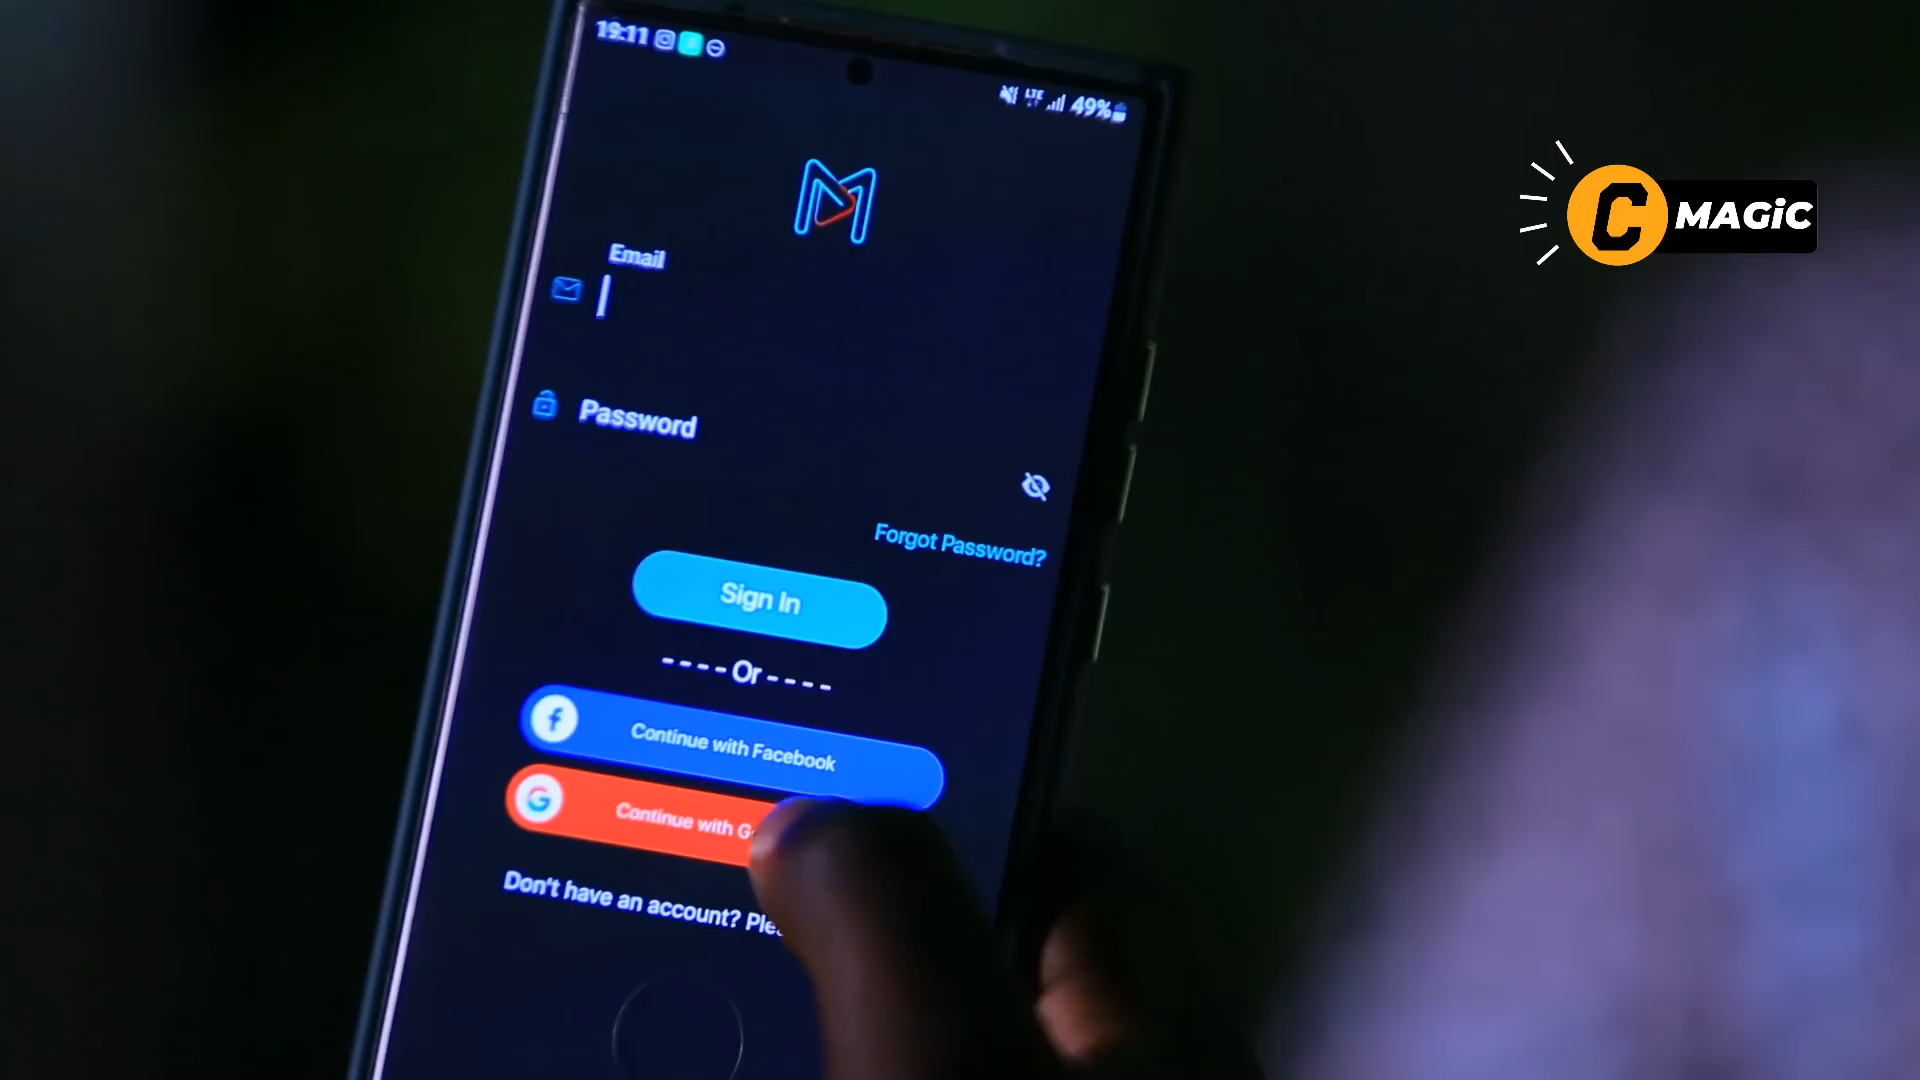 19:11
LTE
49%
C MAGiC
Email
Password
Forgot Password?
Sign In
----Or----
Continue with Facebook
Continue with
Don't have an account?